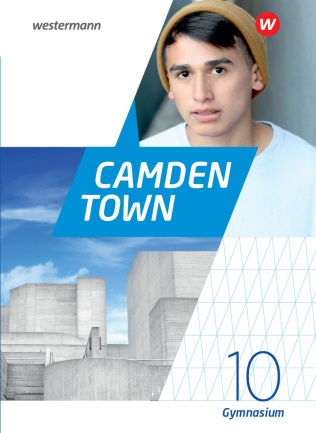 westermann
W
CAMDEN
TOWN
10
Gymnasium